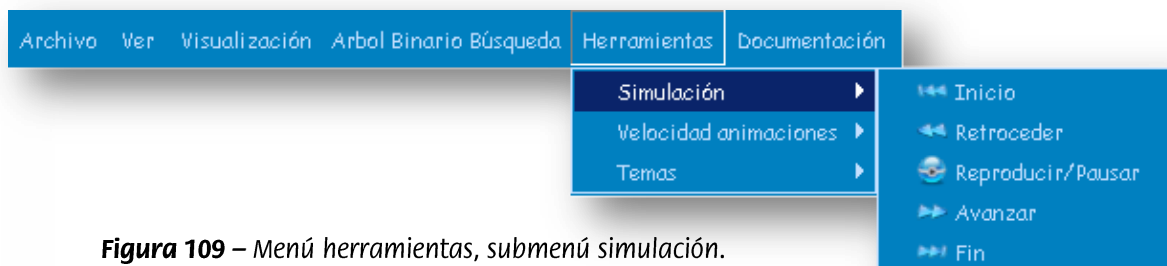 Archivo Ver Visualización Arbol Binario Búsqueda Herramientas Documentación
Simulación
Velocidad animaciones
Temas
Inicio
Retroceder
Reproducir/Pausar
Avanzar
Fin
Figura 109 – Menú herramientas, submenú simulación.